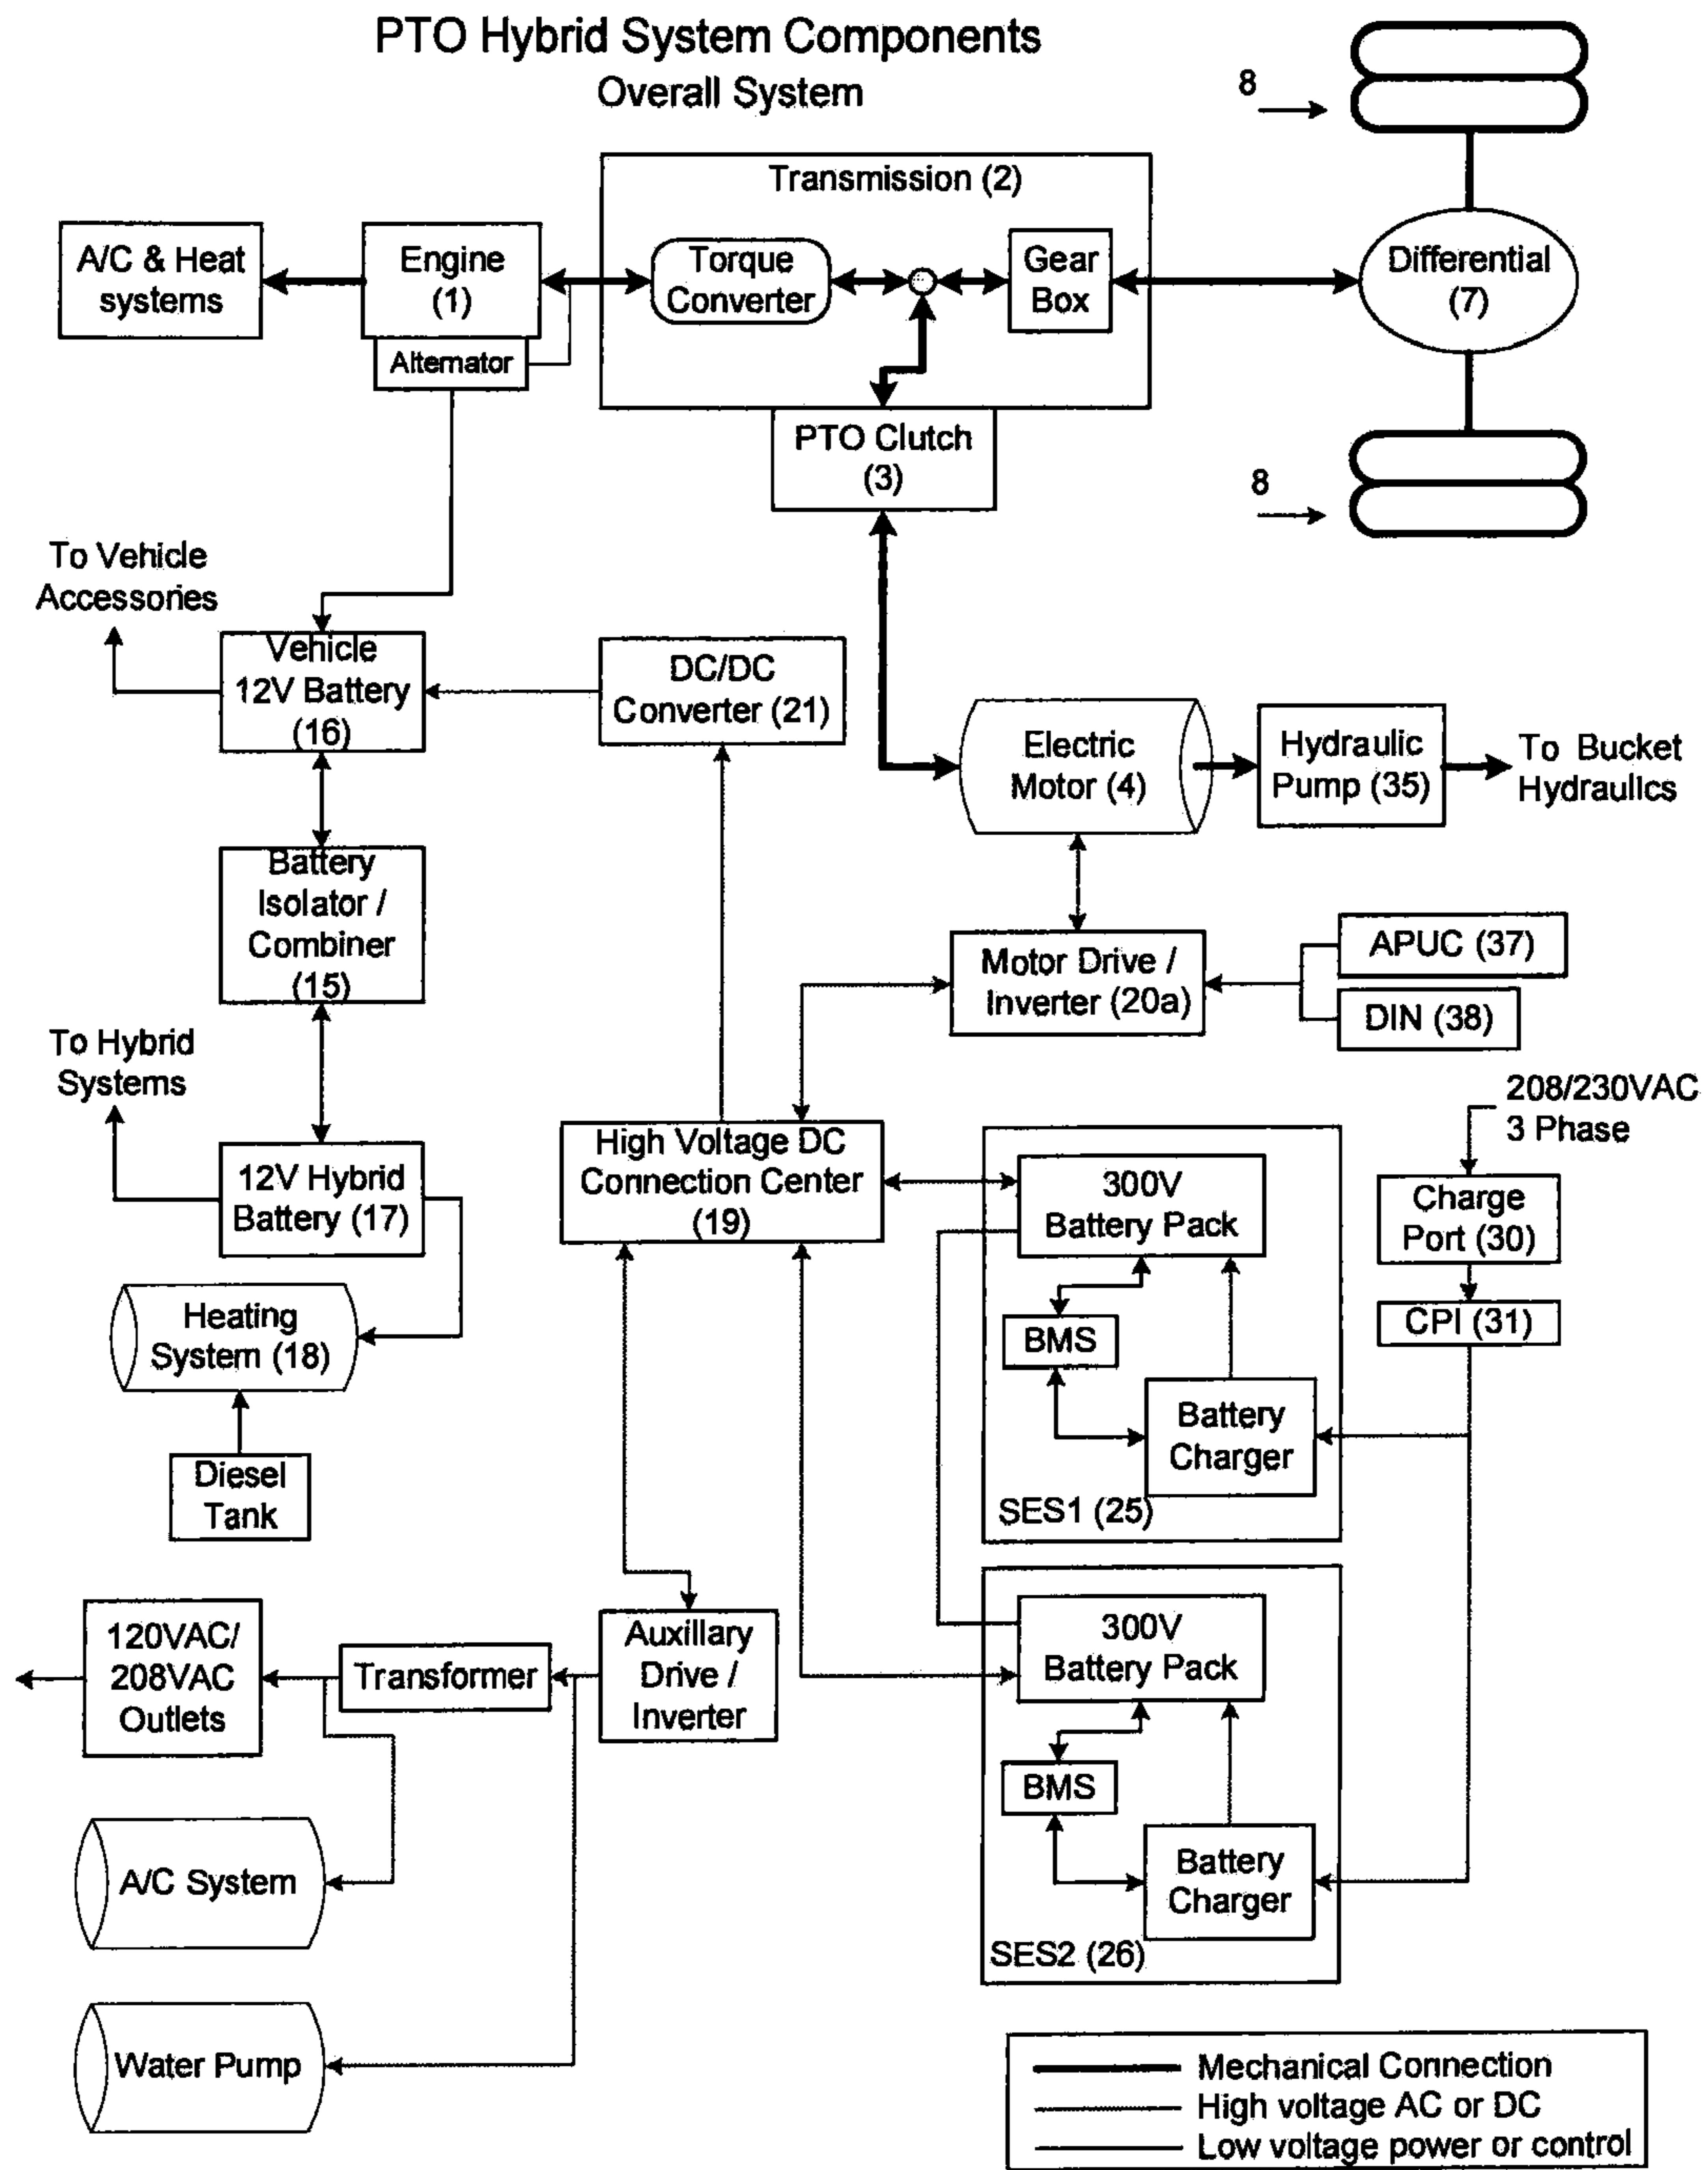 PTO Hybrid System Components
Overall System
8
Transmission (2)
A/C & Heat
systems
Engine
(1)
Torque
Converter
Gear
Box
Differential
(7)
Alternator
PTO Clutch
(3)
8
To Vehicle
Accessories
Vehicle
12V Battery
(16)
DC/DC
Converter (21)
Electric
Motor (4)
Hydraulic
Pump (35)
To Bucket
Hydraulics
Battery
Isolator /
Combiner
(15)
Motor Drive /
Inverter (20a)
APUC (37)
DIN (38)
To Hybrid
Systems
208/230VAC
3 Phase
High Voltage DC
Connection Center
(19)
300V
Battery Pack
Charge
Port (30)
12V Hybrid
Battery (17)
CPI (31)
Heating
System (18)
BMS
Battery
Charger
Diesel
Tank
SES1 (25)
120VAC/
208VAC
Outlets
Transformer
Auxillary
Drive /
Inverter
300V
Battery Pack
BMS
Battery
Charger
A/C System
SES2 (26)
Water Pump
Mechanical Connection
High voltage AC or DC
Low voltage power or control